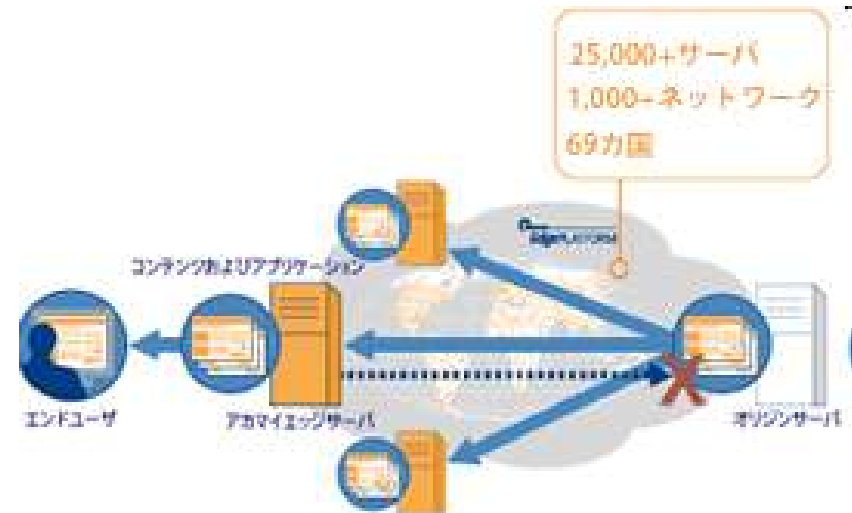 25,000+サーバ
1,000+ネットワーク
69カ国
EdgePLATFORM
コンテンツおよびアプリケーション
エンドユーザ
アカマイエッジサーバ
オリジンサーバ